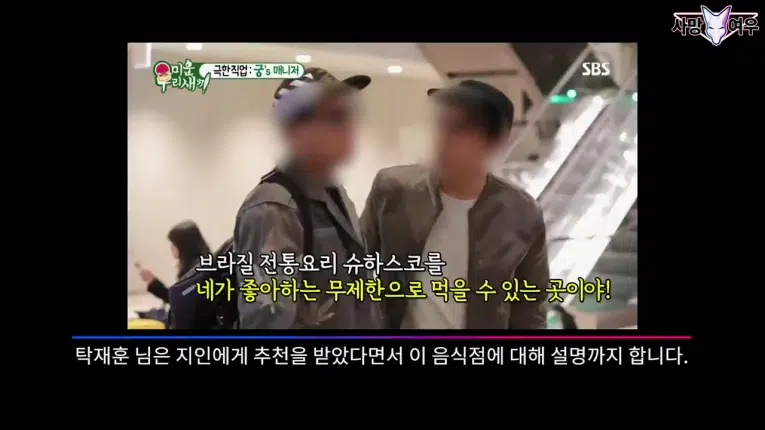 사망여우
미운 우리새끼
극한직업 : 궁's 매니저
SBS
브라질 전통요리 슈하스코를
네가 좋아하는 무제한으로 먹을 수 있는 곳이야!
탁재훈 님은 지인에게 추천을 받았다면서 이 음식점에 대해 설명까지 합니다.